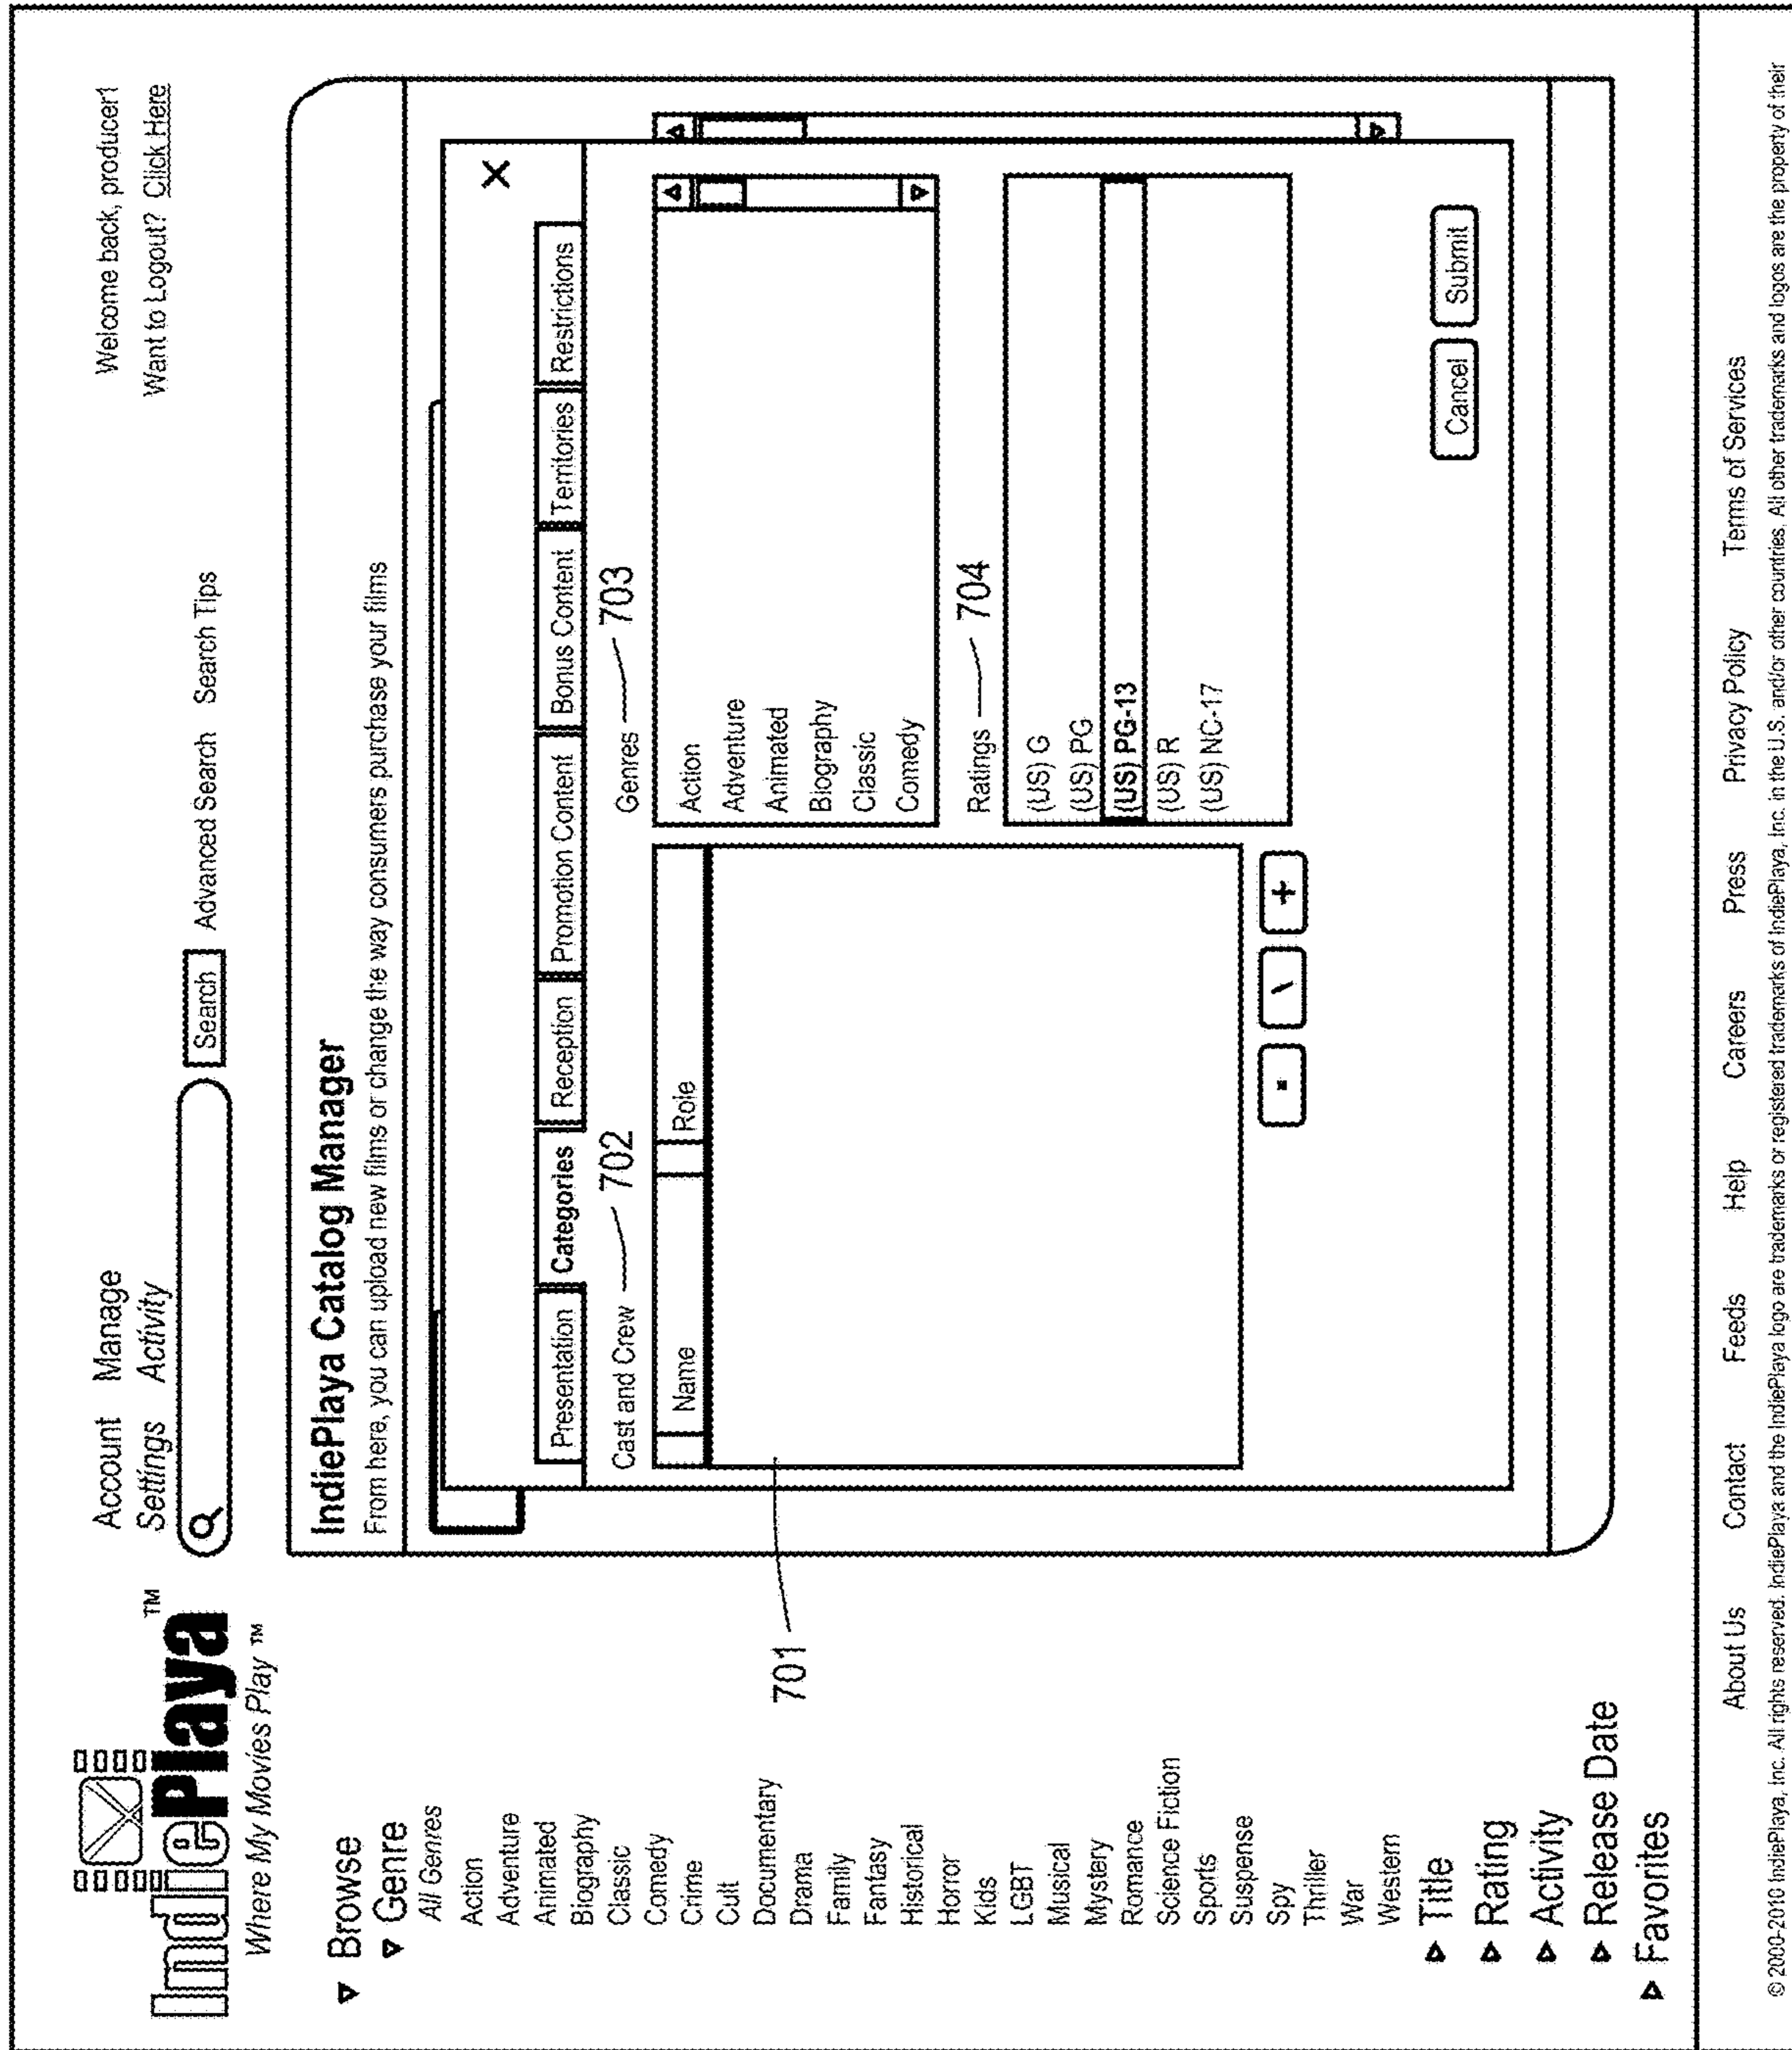 IndiePlaya™
Where My Movies Play ™
Account Settings
Manage Activity
Search
Advanced Search
Search Tips
Welcome back, producer1
Want to Logout? Click Here
Browse
Genre
All Genres
Action
Adventure
Animated
Biography
Classic
Comedy
Crime
Cult
Documentary
Drama
Family
Fantasy
Historical
Horror
Kids
LGBT
Musical
Mystery
Romance
Science Fiction
Sports
Suspense
Spy
Thriller
War
Western
Title
Rating
Activity
Release Date
Favorites
IndiePlaya Catalog Manager
From here, you can upload new films or change the way consumers purchase your films
X
Presentation
Categories
Reception
Promotion Content
Bonus Content
Territories
Restrictions
Cast and Crew
702
Name
Role
701
- \ +
Genres
703
Action
Adventure
Animated
Biography
Classic
Comedy
Ratings
704
(US) G
(US) PG
(US) PG-13
(US) R
(US) NC-17
Cancel
Submit
About Us
Contact
Feeds
Help
Careers
Press
Privacy Policy
Terms of Services
© 2000-2010 IndiePlaya, Inc. All rights reserved. IndiePlaya and the IndiePlaya logo are trademarks or registered trademarks of IndiePlaya, Inc. in the U.S. and/or other countries. All other trademarks and logos are the property of their